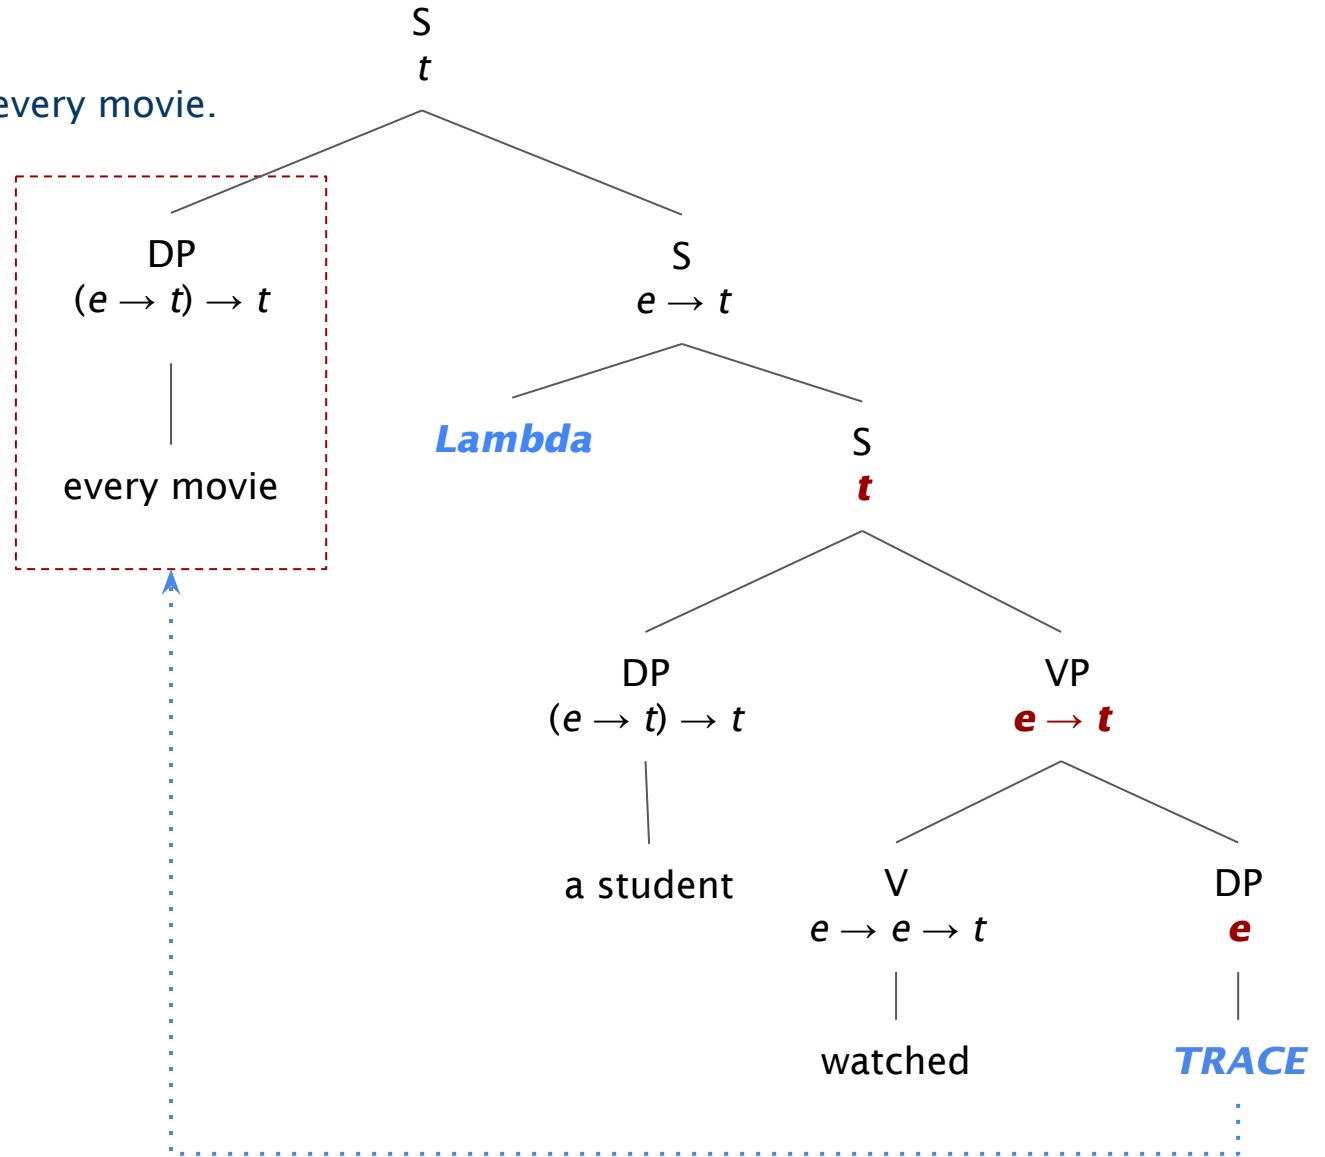 S
t
every movie.
DP
(e → t) → t
S
e → t
Lambda
S
t
every movie
DP
(e → t) → t
VP
e → t
a student
V
e → e → t
DP
e
watched
TRACE